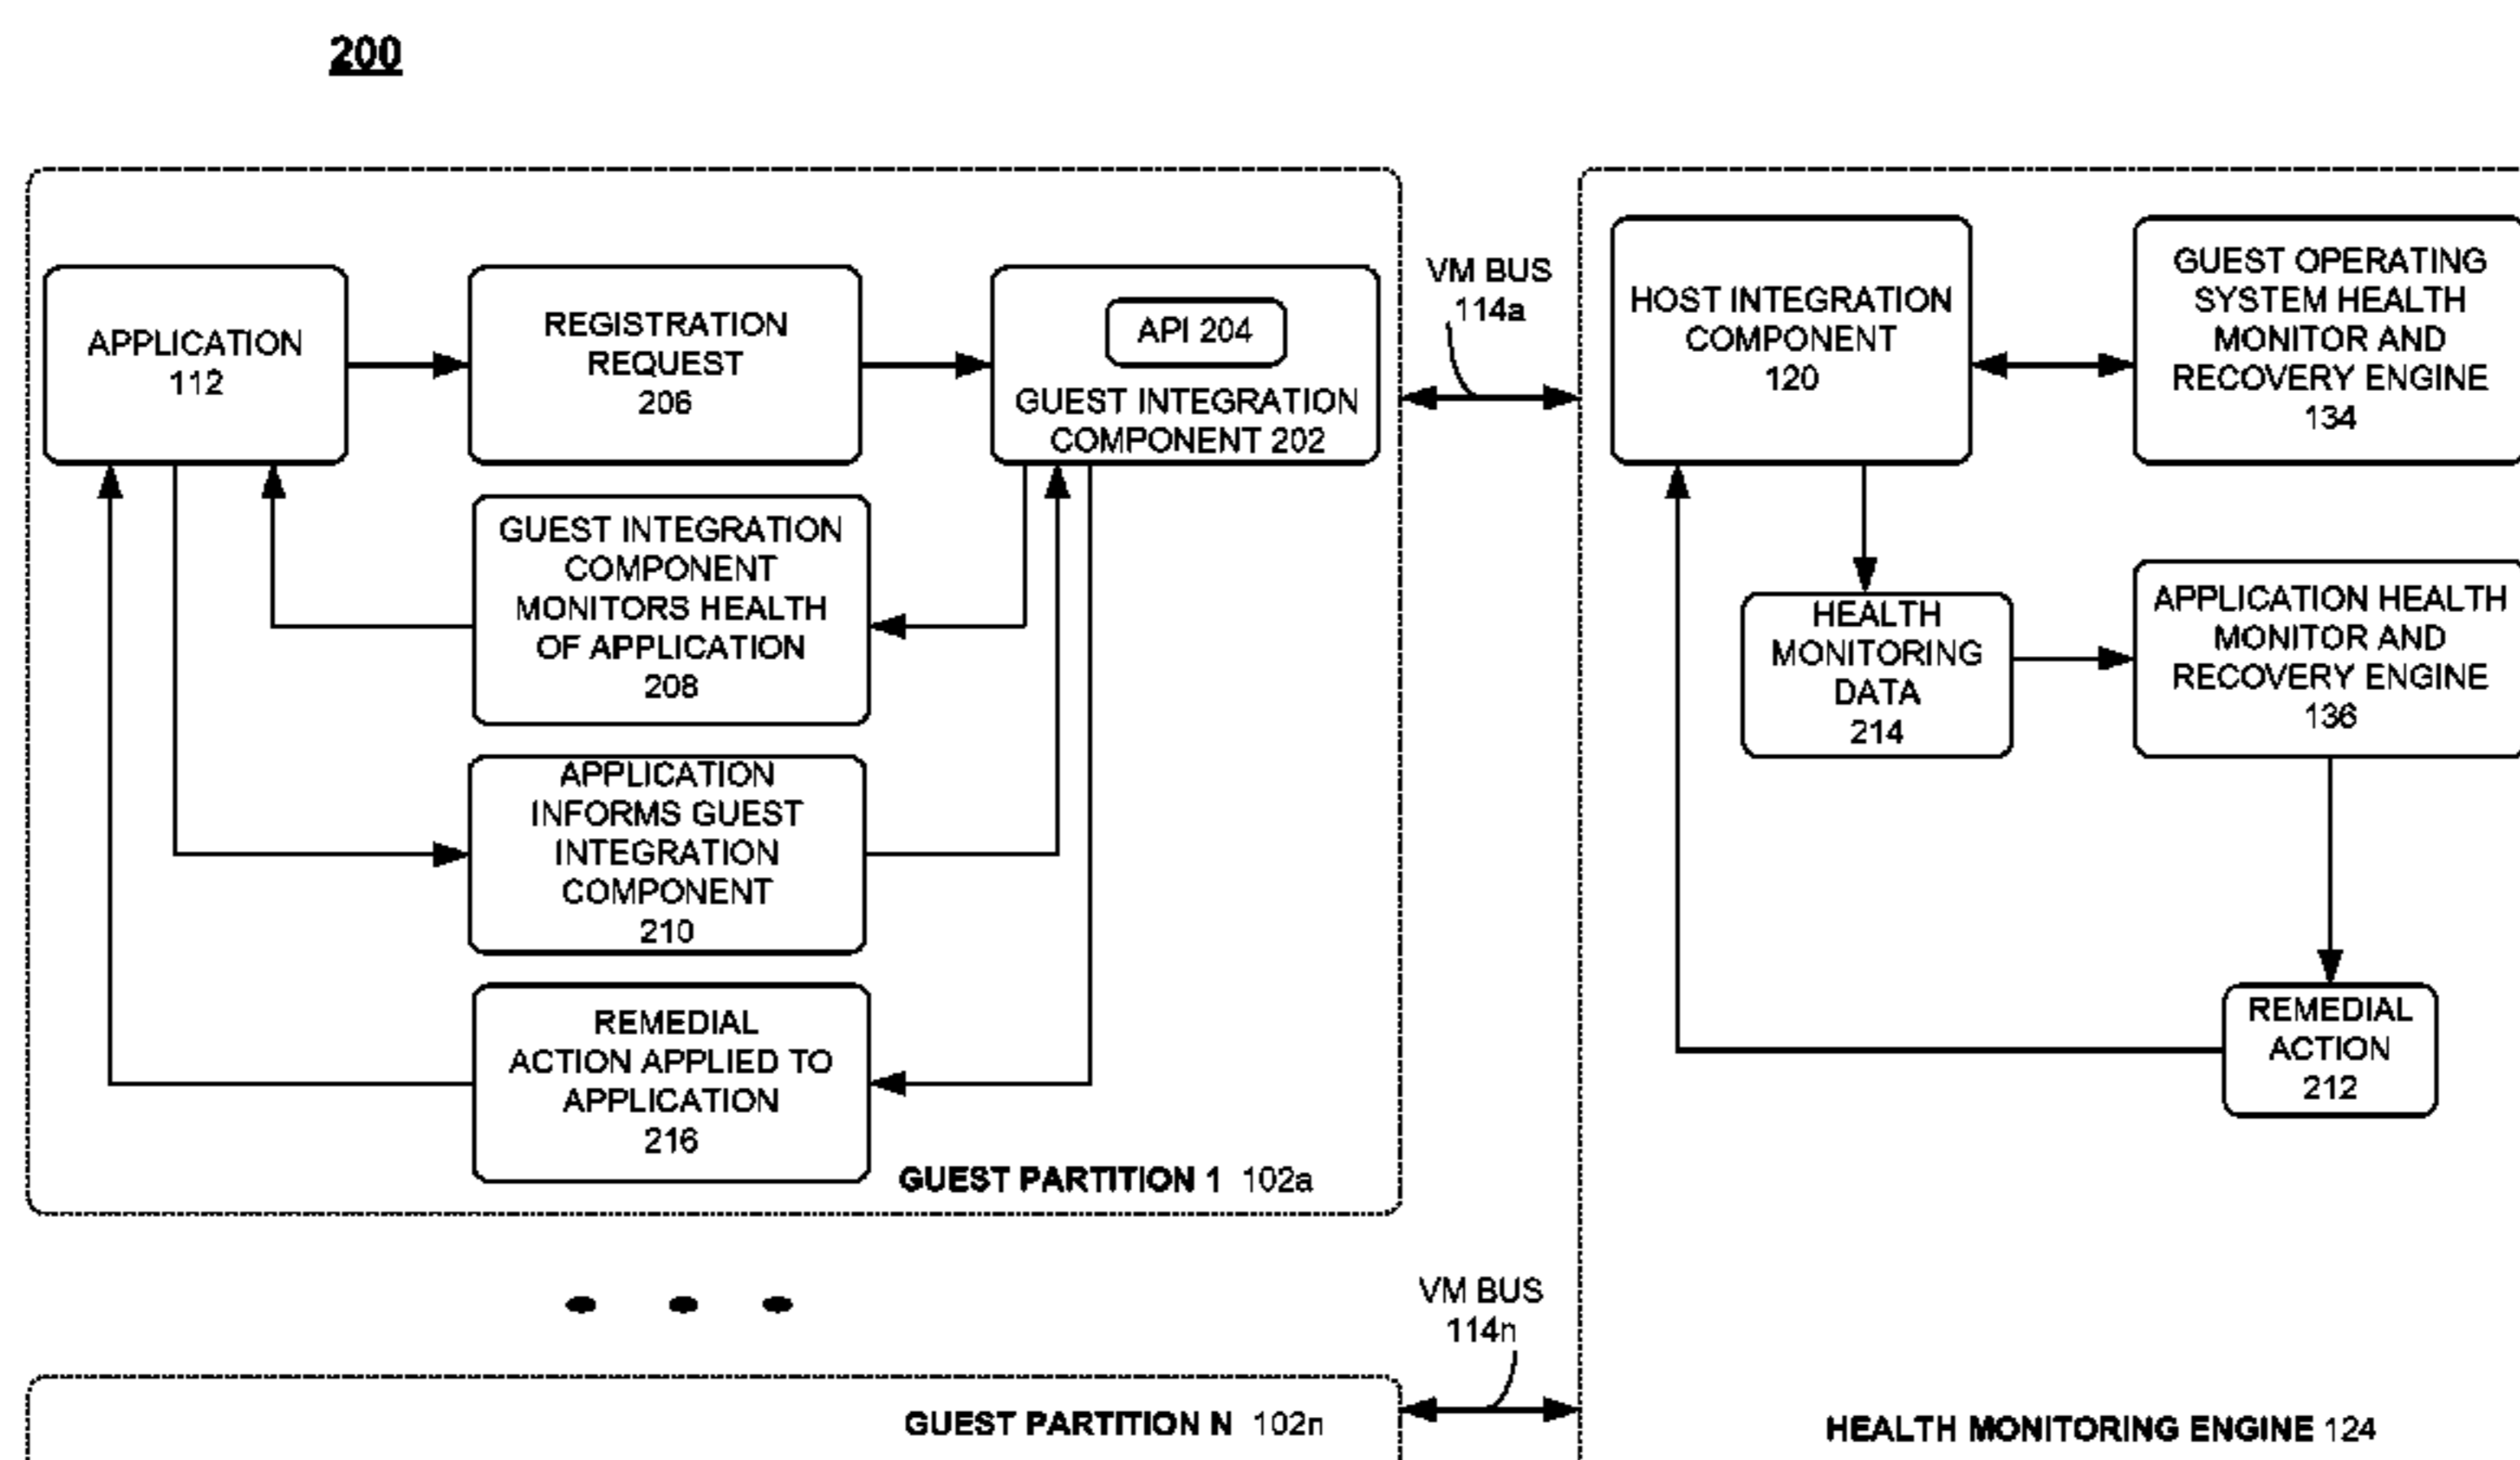 200
APPLICATION
112
REGISTRATION
REQUEST
206
API 204
GUEST INTEGRATION
COMPONENT 202
GUEST INTEGRATION
COMPONENT
MONITORS HEALTH
OF APPLICATION
208
APPLICATION
INFORMS GUEST
INTEGRATION
COMPONENT
210
REMEDIAL
ACTION APPLIED TO
APPLICATION
216
GUEST PARTITION 1 102a
VM BUS
114a
HOST INTEGRATION
COMPONENT
120
GUEST OPERATING
SYSTEM HEALTH
MONITOR AND
RECOVERY ENGINE
134
HEALTH
MONITORING
DATA
214
APPLICATION HEALTH
MONITOR AND
RECOVERY ENGINE
136
REMEDIAL
ACTION
212
VM BUS
114n
GUEST PARTITION N 102n
HEALTH MONITORING ENGINE 124